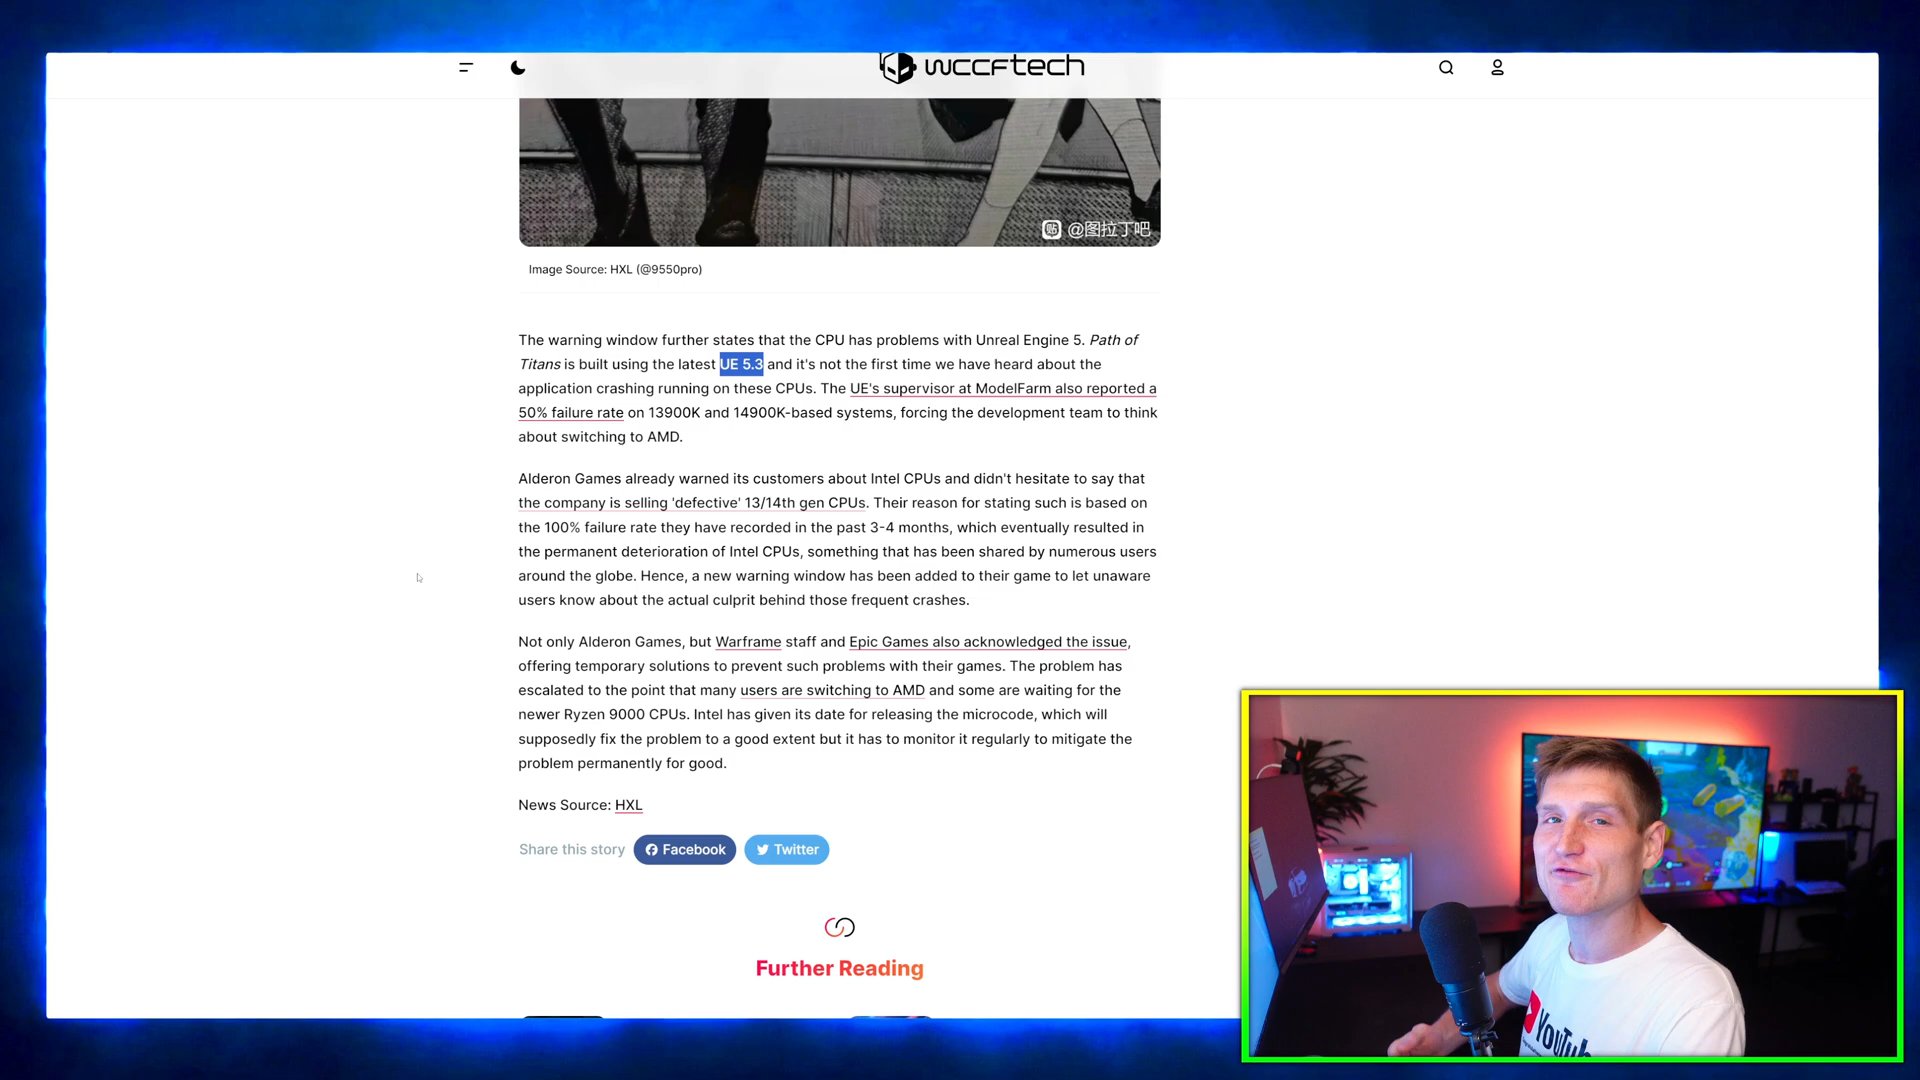 wccftech
@图拉丁吧
Image Source: HXL (@9550pro)
The warning window further states that the CPU has problems with Unreal Engine 5. Path of
Titans is built using the latest UE 5.3 and it's not the first time we have heard about the
application crashing running on these CPUs. The UE's supervisor at ModelFarm also reported a
50% failure rate on 13900K and 14900K-based systems, forcing the development team to think
about switching to AMD.
Alderon Games already warned its customers about Intel CPUs and didn't hesitate to say that
the company is selling 'defective' 13/14th gen CPUs. Their reason for stating such is based on
the 100% failure rate they have recorded in the past 3-4 months, which eventually resulted in
the permanent deterioration of Intel CPUs, something that has been shared by numerous users
around the globe. Hence, a new warning window has been added to their game to let unaware
users know about the actual culprit behind those frequent crashes.
Not only Alderon Games, but Warframe staff and Epic Games also acknowledged the issue,
offering temporary solutions to prevent such problems with their games. The problem has
escalated to the point that many users are switching to AMD and some are waiting for the
newer Ryzen 9000 CPUs. Intel has given its date for releasing the microcode, which will
supposedly fix the problem to a good extent but it has to monitor it regularly to mitigate the
problem permanently for good.
News Source: HXL
Share this story Facebook Twitter
Further Reading
YouTub